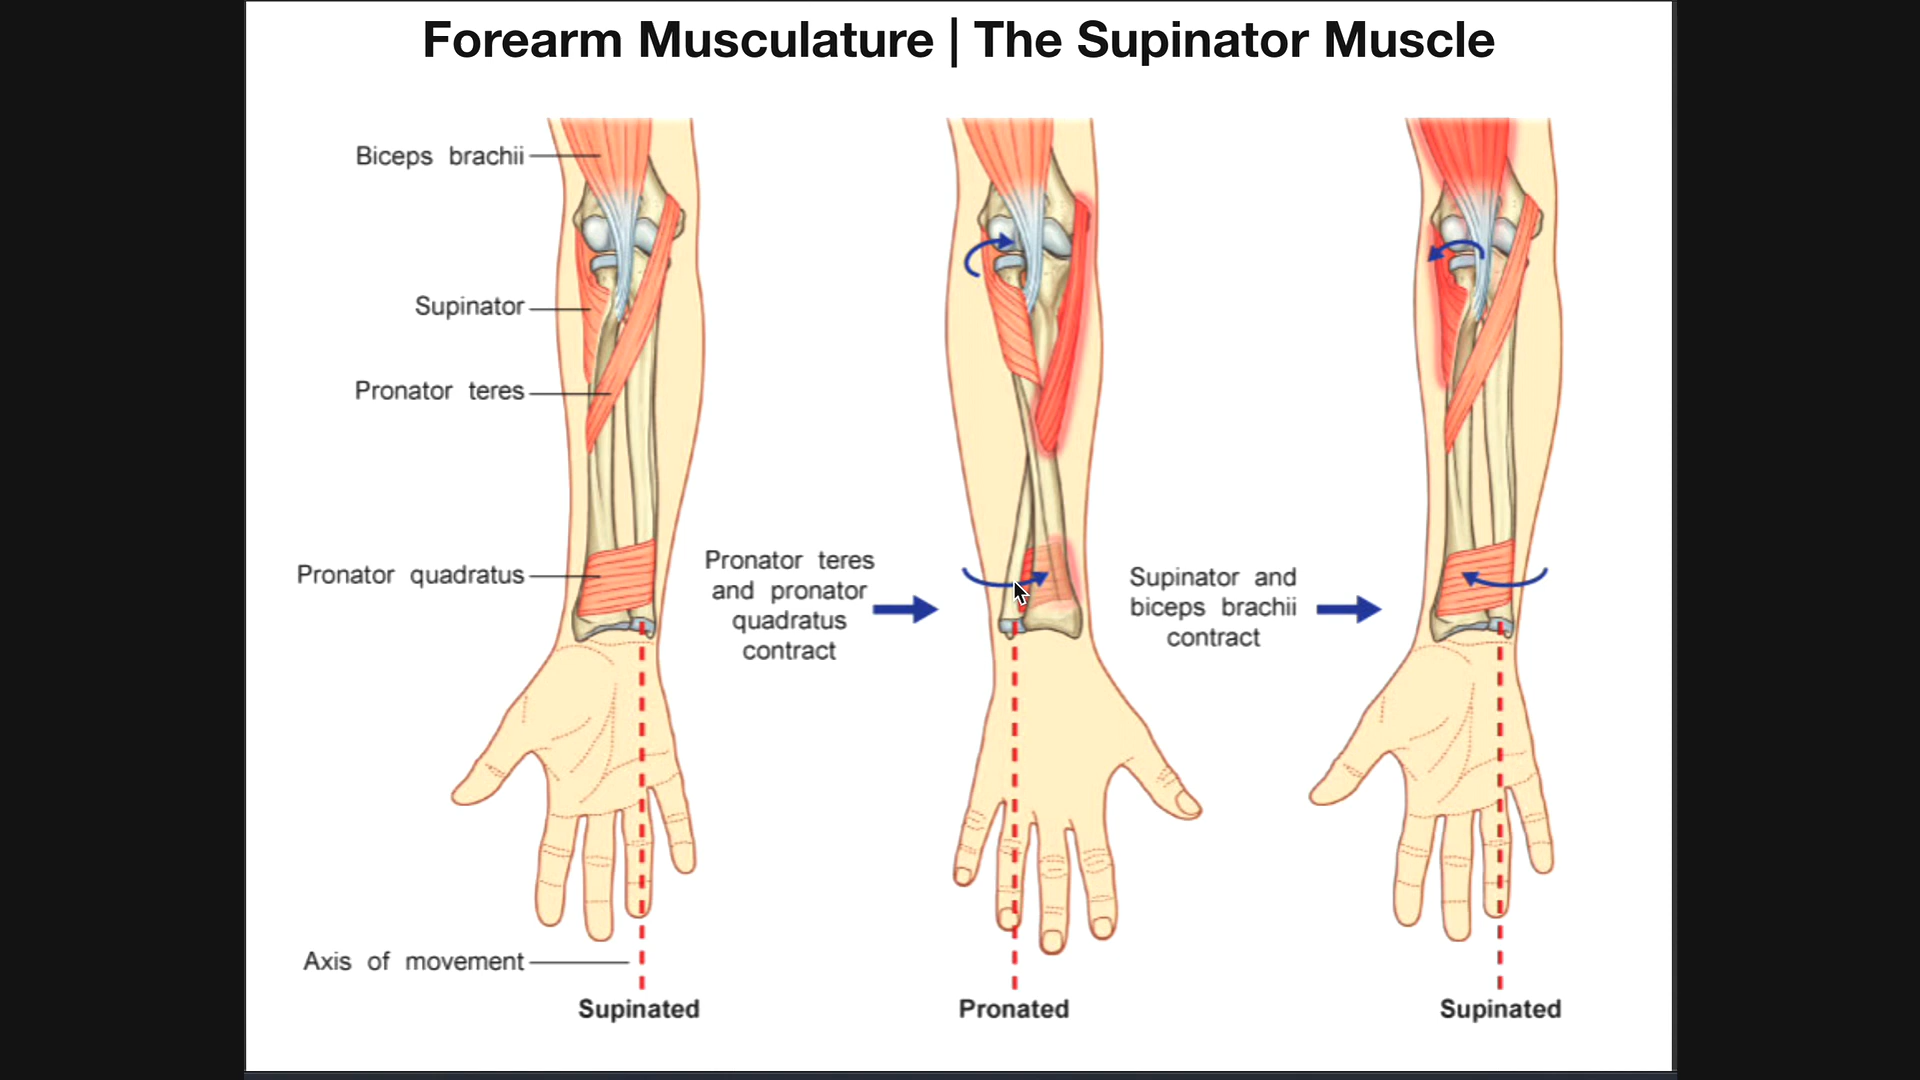 Forearm Musculature | The Supinator Muscle
Biceps brachii
Supinator
Pronator teres
Pronator quadratus
Pronator teres
and pronator
quadratus
contract
Supinator and
biceps brachii
contract
Axis of movement
Supinated
Pronated
Supinated